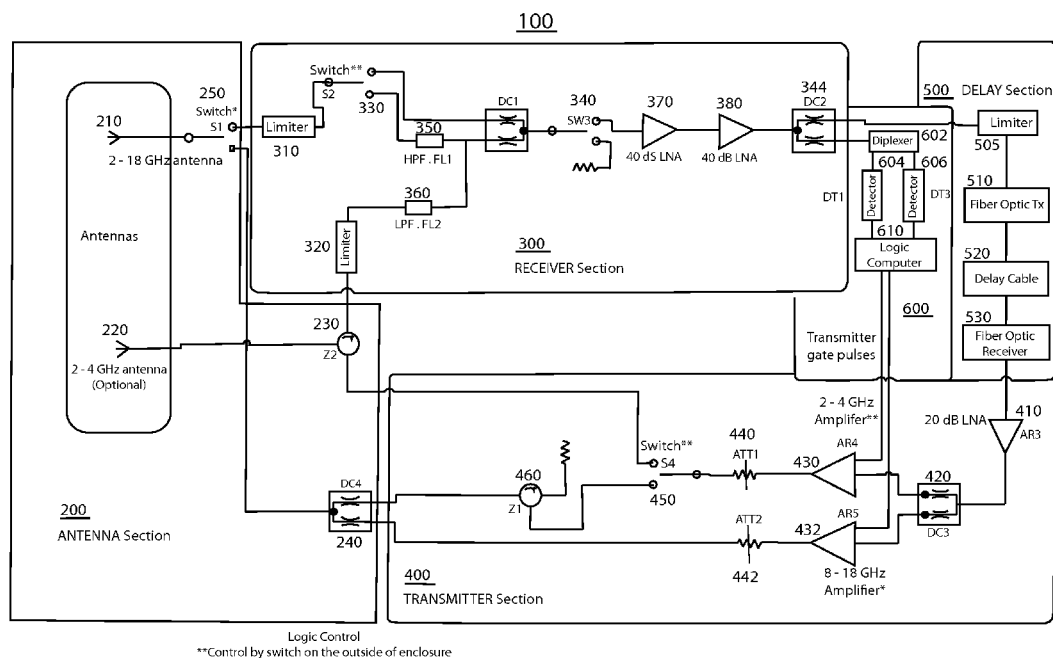 100
Antennas
210
2 - 18 GHz antenna
250
Switch*
S1
Limiter
310
Switch**
S2
330
350
HPF . FL1
360
LPF . FL2
320
Limiter
DC1
340
SW3
370
40 dS LNA
380
40 dB LNA
344
DC2
300
RECEIVER Section
500 DELAY Section
Limiter
505
602
Diplexer
604
606
DT1
Detector
Detector
DT3
610
Logic
Computer
600
510
Fiber Optic Tx
520
Delay Cable
530
Fiber Optic
Receiver
Transmitter
gate pulses
220
2 - 4 GHz antenna
(Optional)
230
Z2
200
ANTENNA Section
DC4
240
460
Z1
Switch**
S4
450
440
ATT1
2 - 4 GHz
Amplifer**
430
AR4
20 dB LNA
410
AR3
420
DC3
ATT2
442
432
AR5
8 - 18 GHz
Amplifier*
400
TRANSMITTER Section
Logic Control
**Control by switch on the outside of enclosure